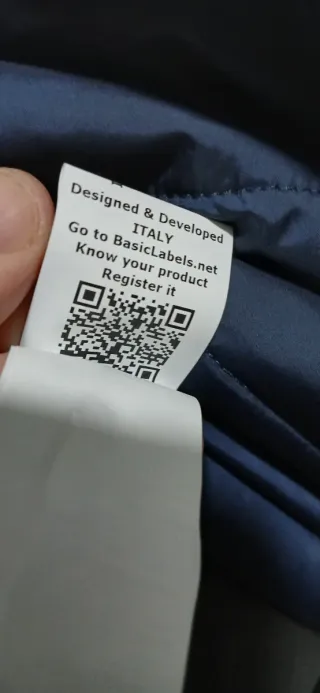 Designed & Developed
ITALY
Go to BasicLabels.net
Know your product
Register it